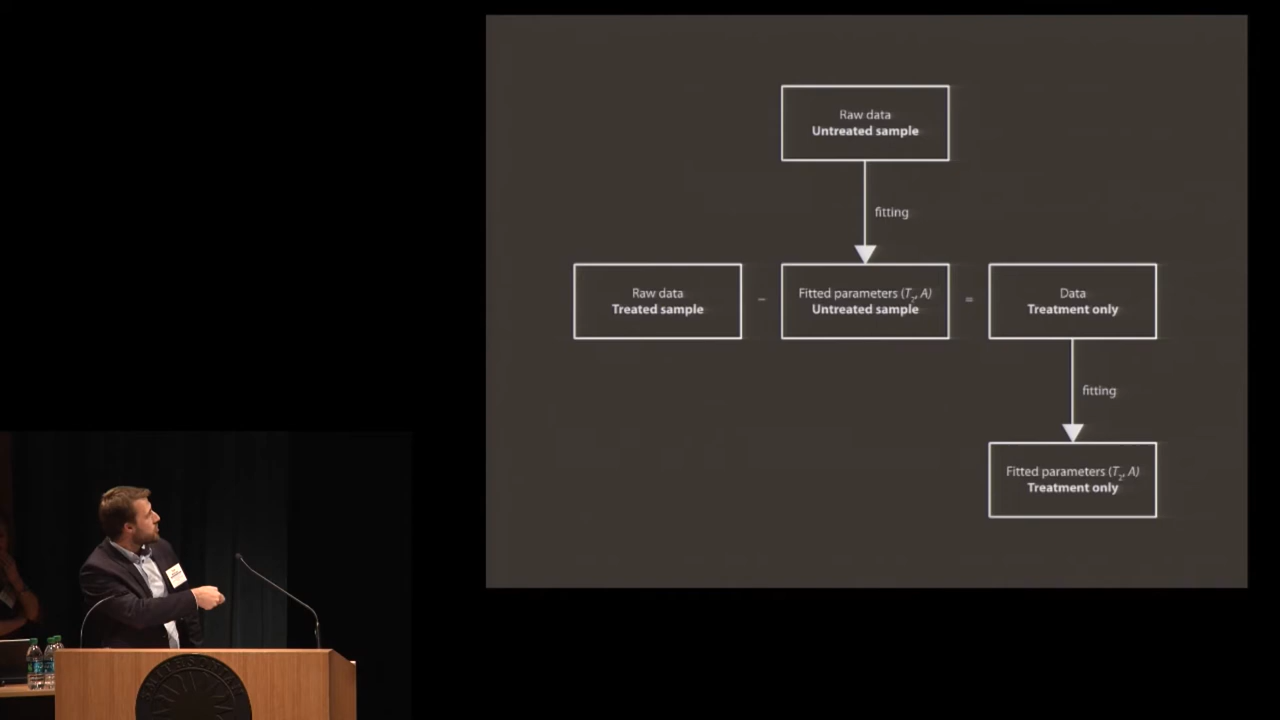 Raw data
Untreated sample
fitting
Raw data
Treated sample
–
Fitted parameters (T2, A)
Untreated sample
=
Data
Treatment only
fitting
Fitted parameters (T2, A)
Treatment only
SMITHSONIAN